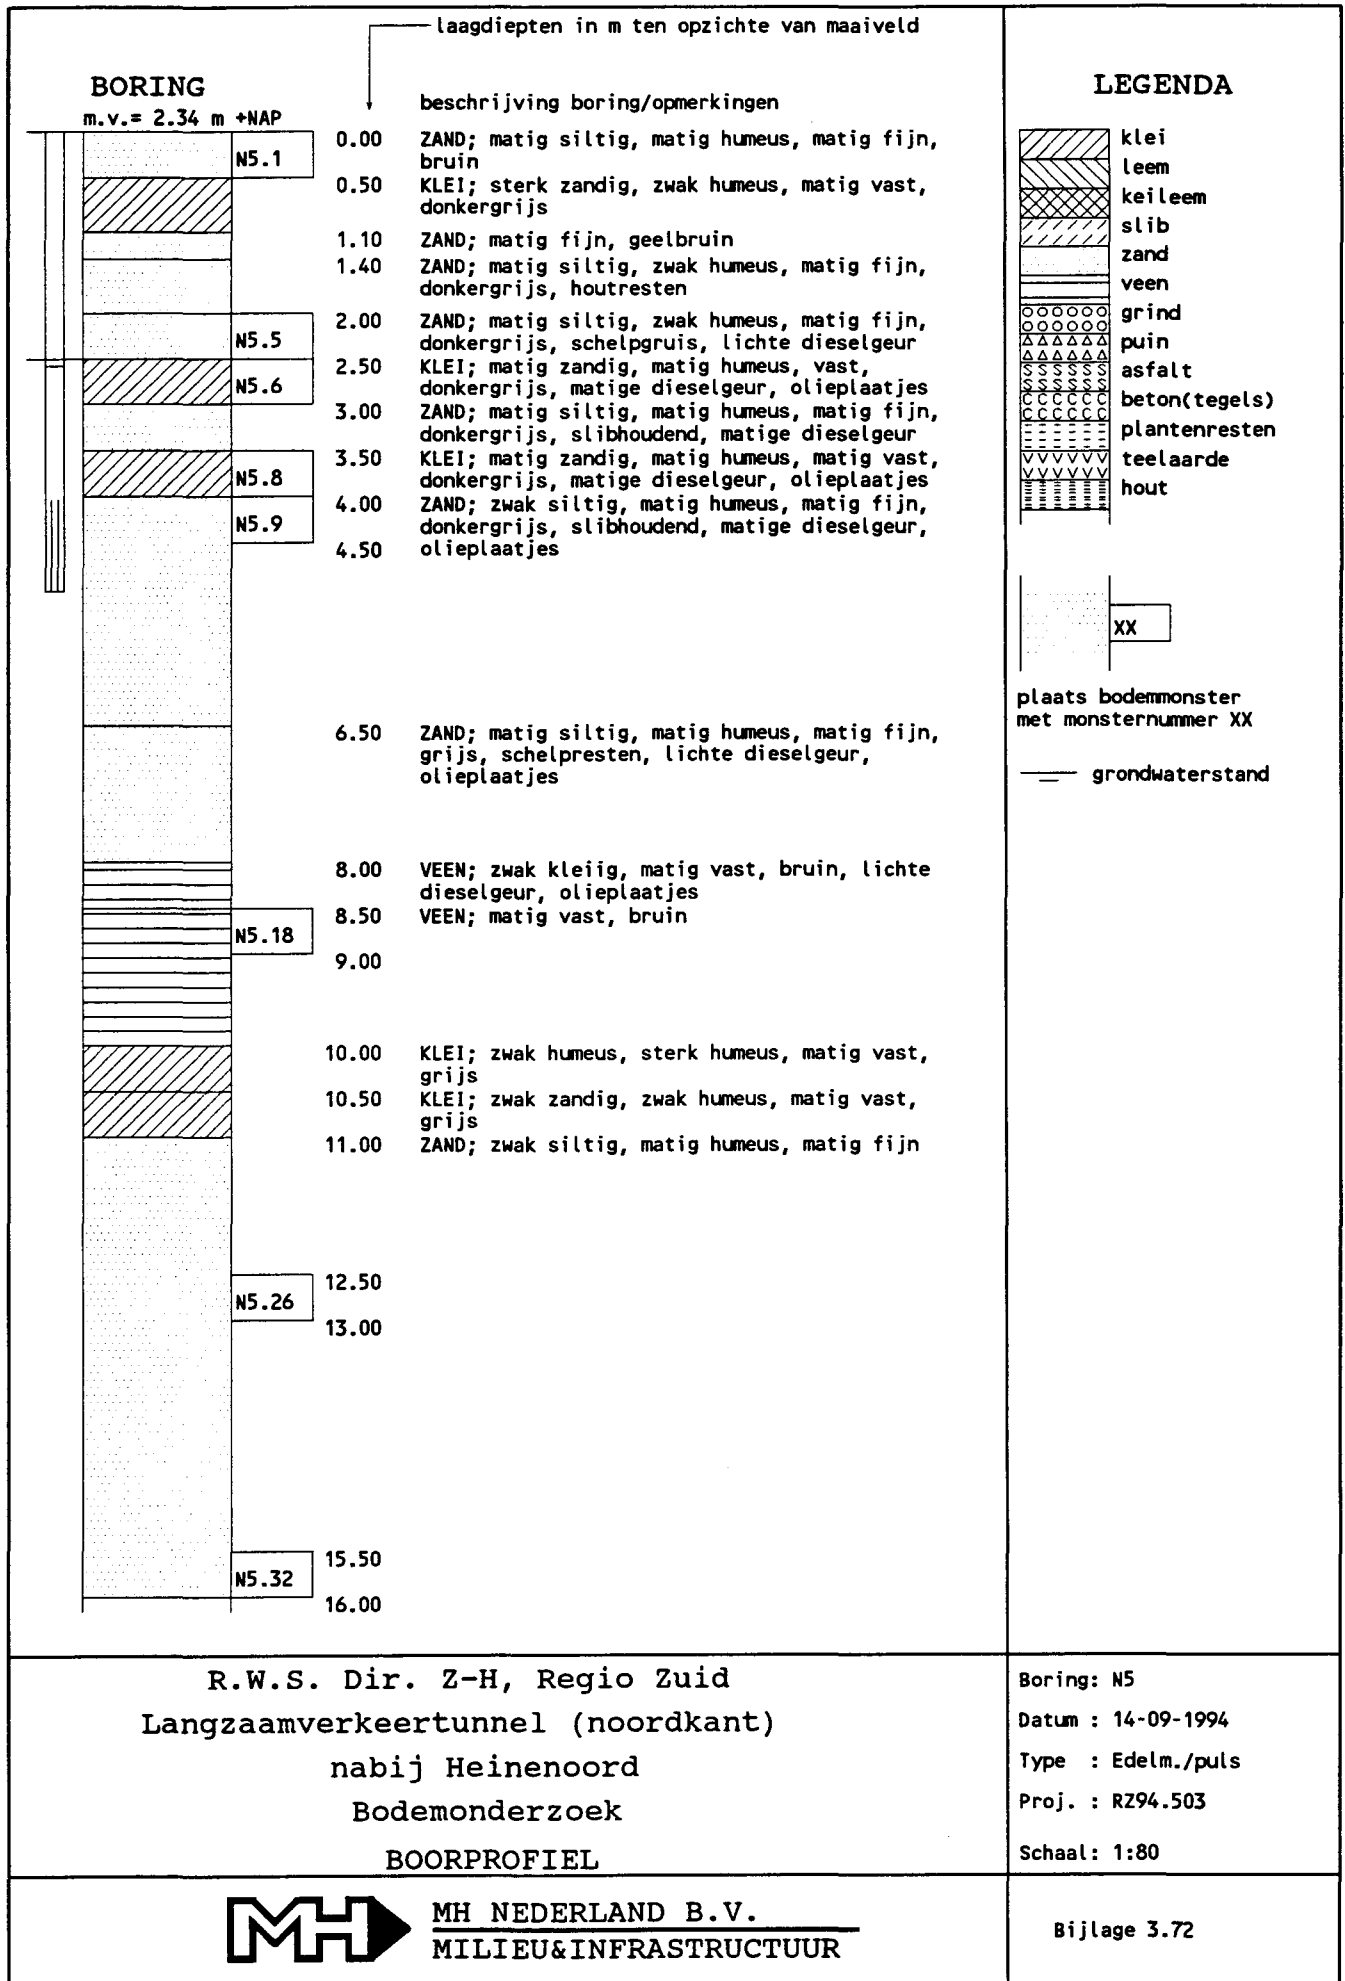 laagdiepten in m ten opzichte van maaiveld
BORING
m.v.= 2.34 m +NAP
beschrijving boring/opmerkingen
0.00 ZAND; matig siltig, matig humeus, matig fijn,
bruin
N5.1
0.50 KLEI; sterk zandig, zwak humeus, matig vast,
donkergrijs
1.10 ZAND; matig fijn, geelbruin
1.40 ZAND; matig siltig, zwak humeus, matig fijn,
donkergrijs, houtresten
2.00 ZAND; matig siltig, zwak humeus, matig fijn,
N5.5 donkergrijs, schelpgruis, lichte dieselgeur
2.50 KLEI; matig zandig, matig humeus, vast,
N5.6 donkergrijs, matige dieselgeur, olieplaatjes
3.00 ZAND; matig siltig, matig humeus, matig fijn,
donkergrijs, slibhoudend, matige dieselgeur
3.50 KLEI; matig zandig, matig humeus, matig vast,
N5.8 donkergrijs, matige dieselgeur, olieplaatjes
4.00 ZAND; zwak siltig, matig humeus, matig fijn,
N5.9 donkergrijs, slibhoudend, matige dieselgeur,
4.50 olieplaatjes
6.50 ZAND; matig siltig, matig humeus, matig fijn,
grijs, schelpresten, lichte dieselgeur,
olieplaatjes
8.00 VEEN; zwak kleiig, matig vast, bruin, lichte
dieselgeur, olieplaatjes
8.50 VEEN; matig vast, bruin
N5.18
9.00
10.00 KLEI; zwak humeus, sterk humeus, matig vast,
grijs
10.50 KLEI; zwak zandig, zwak humeus, matig vast,
grijs
11.00 ZAND; zwak siltig, matig humeus, matig fijn
12.50
N5.26
13.00
15.50
N5.32
16.00
LEGENDA
klei
leem
keileem
slib
zand
veen
grind
puin
asfalt
beton(tegels)
plantenresten
teelaarde
hout
XX
plaats bodemmonster
met monsternummer XX
grondwaterstand
R.W.S. Dir. Z-H, Regio Zuid
Langzaamverkeertunnel (noordkant)
nabij Heinenoord
Bodemonderzoek
BOORPROFIEL
Boring: N5
Datum : 14-09-1994
Type : Edelm./puls
Proj. : RZ94.503
Schaal: 1:80
MH
MH NEDERLAND B.V.
MILIEU&INFRASTRUCTUUR
Bijlage 3.72